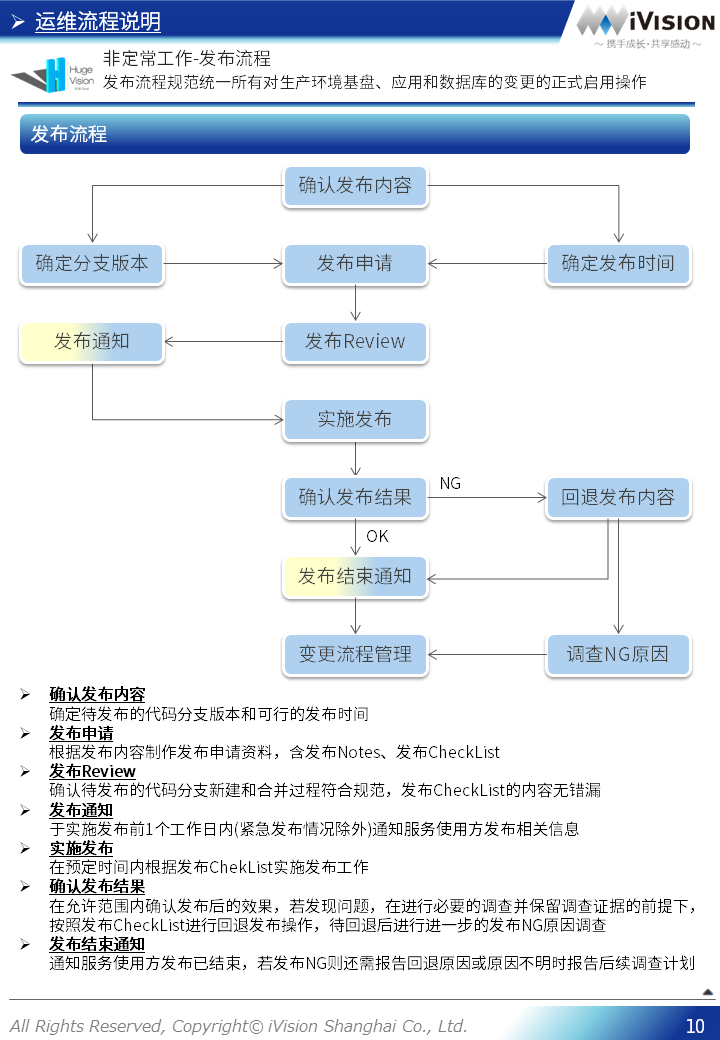 运维流程说明
iVision
～携手成长·共享感动～
Huge
Vision
非定常工作-发布流程
发布流程规范统一所有对生产环境基盘、应用和数据库的变更的正式启用操作
发布流程
确认发布内容
确定分支版本
发布申请
确定发布时间
发布通知
发布Review
实施发布
确认发布结果
NG
回退发布内容
OK
发布结束通知
变更流程管理
调查NG原因
确认发布内容
确定待发布的代码分支版本和可行的发布时间
发布申请
根据发布内容制作发布申请资料，含发布Notes、发布CheckList
发布Review
确认待发布的代码分支新建和合并过程符合规范，发布CheckList的内容无错漏
发布通知
于实施发布前1个工作日内(紧急发布情况除外)通知服务使用方发布相关信息
实施发布
在预定时间内根据发布ChekList实施发布工作
确认发布结果
在允许范围内确认发布后的效果，若发现问题，在进行必要的调查并保留调查证据的前提下，
按照发布CheckList进行回退发布操作，待回退后进行进一步的发布NG原因调查
发布结束通知
通知服务使用方发布已结束，若发布NG则还需报告回退原因或原因不明时报告后续调查计划
All Rights Reserved, Copyright© iVision Shanghai Co., Ltd.
10